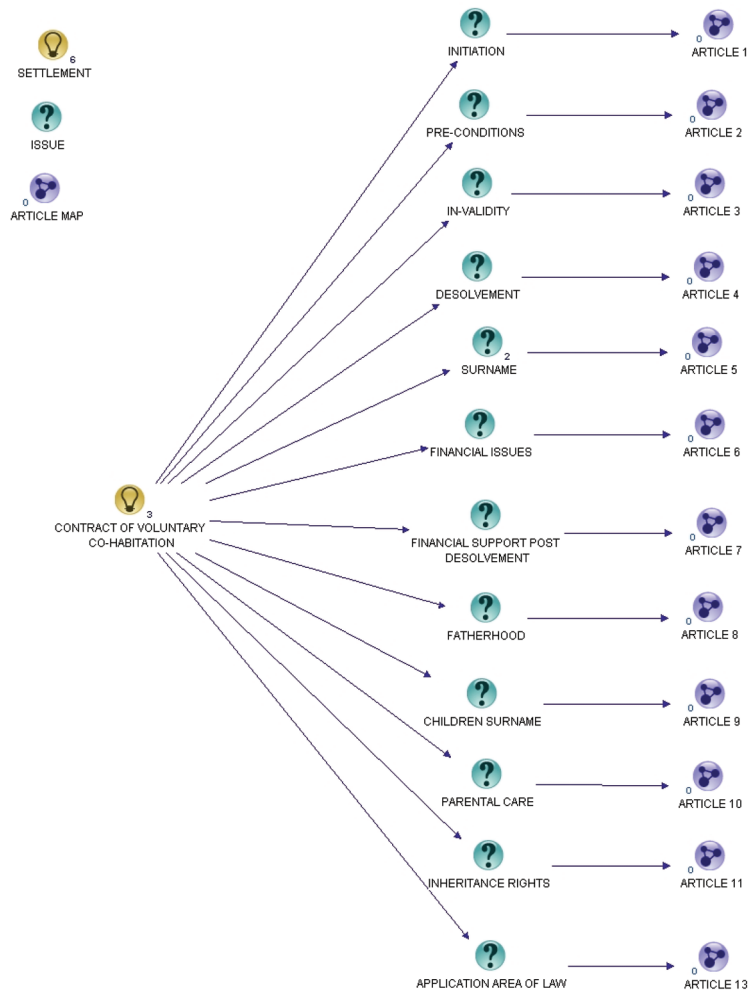 6
SETTLEMENT
ISSUE
0
ARTICLE MAP
INITIATION
0
ARTICLE 1
PRE-CONDITIONS
0
ARTICLE 2
IN-VALIDITY
0
ARTICLE 3
DESOLVEMENT
0
ARTICLE 4
2
SURNAME
0
ARTICLE 5
FINANCIAL ISSUES
0
ARTICLE 6
3
CONTRACT OF VOLUNTARY
CO-HABITATION
FINANCIAL SUPPORT POST
DESOLVEMENT
0
ARTICLE 7
FATHERHOOD
0
ARTICLE 8
CHILDREN SURNAME
0
ARTICLE 9
PARENTAL CARE
0
ARTICLE 10
INHERITANCE RIGHTS
0
ARTICLE 11
APPLICATION AREA OF LAW
0
ARTICLE 13